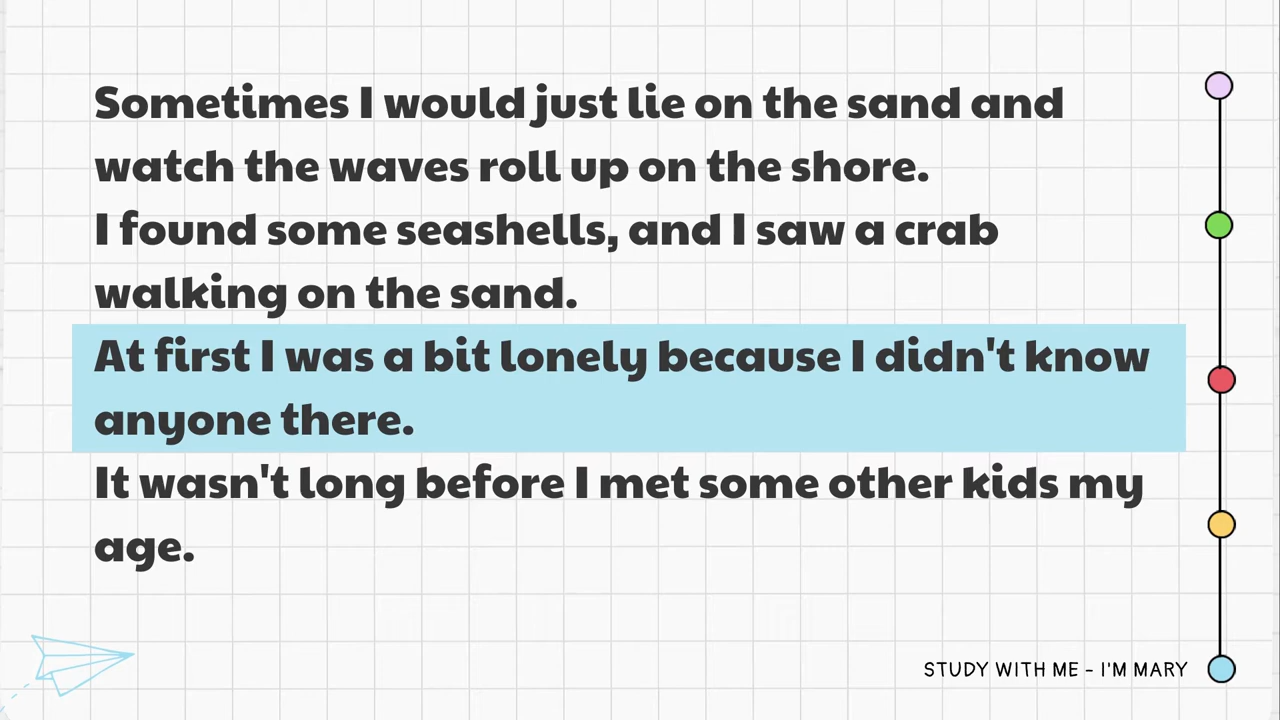 Sometimes I would just lie on the sand and
watch the waves roll up on the shore.
I found some seashells, and I saw a crab
walking on the sand.
At first I was a bit lonely because I didn't know
anyone there.
It wasn't long before I met some other kids my
age.
STUDY WITH ME - I'M MARY